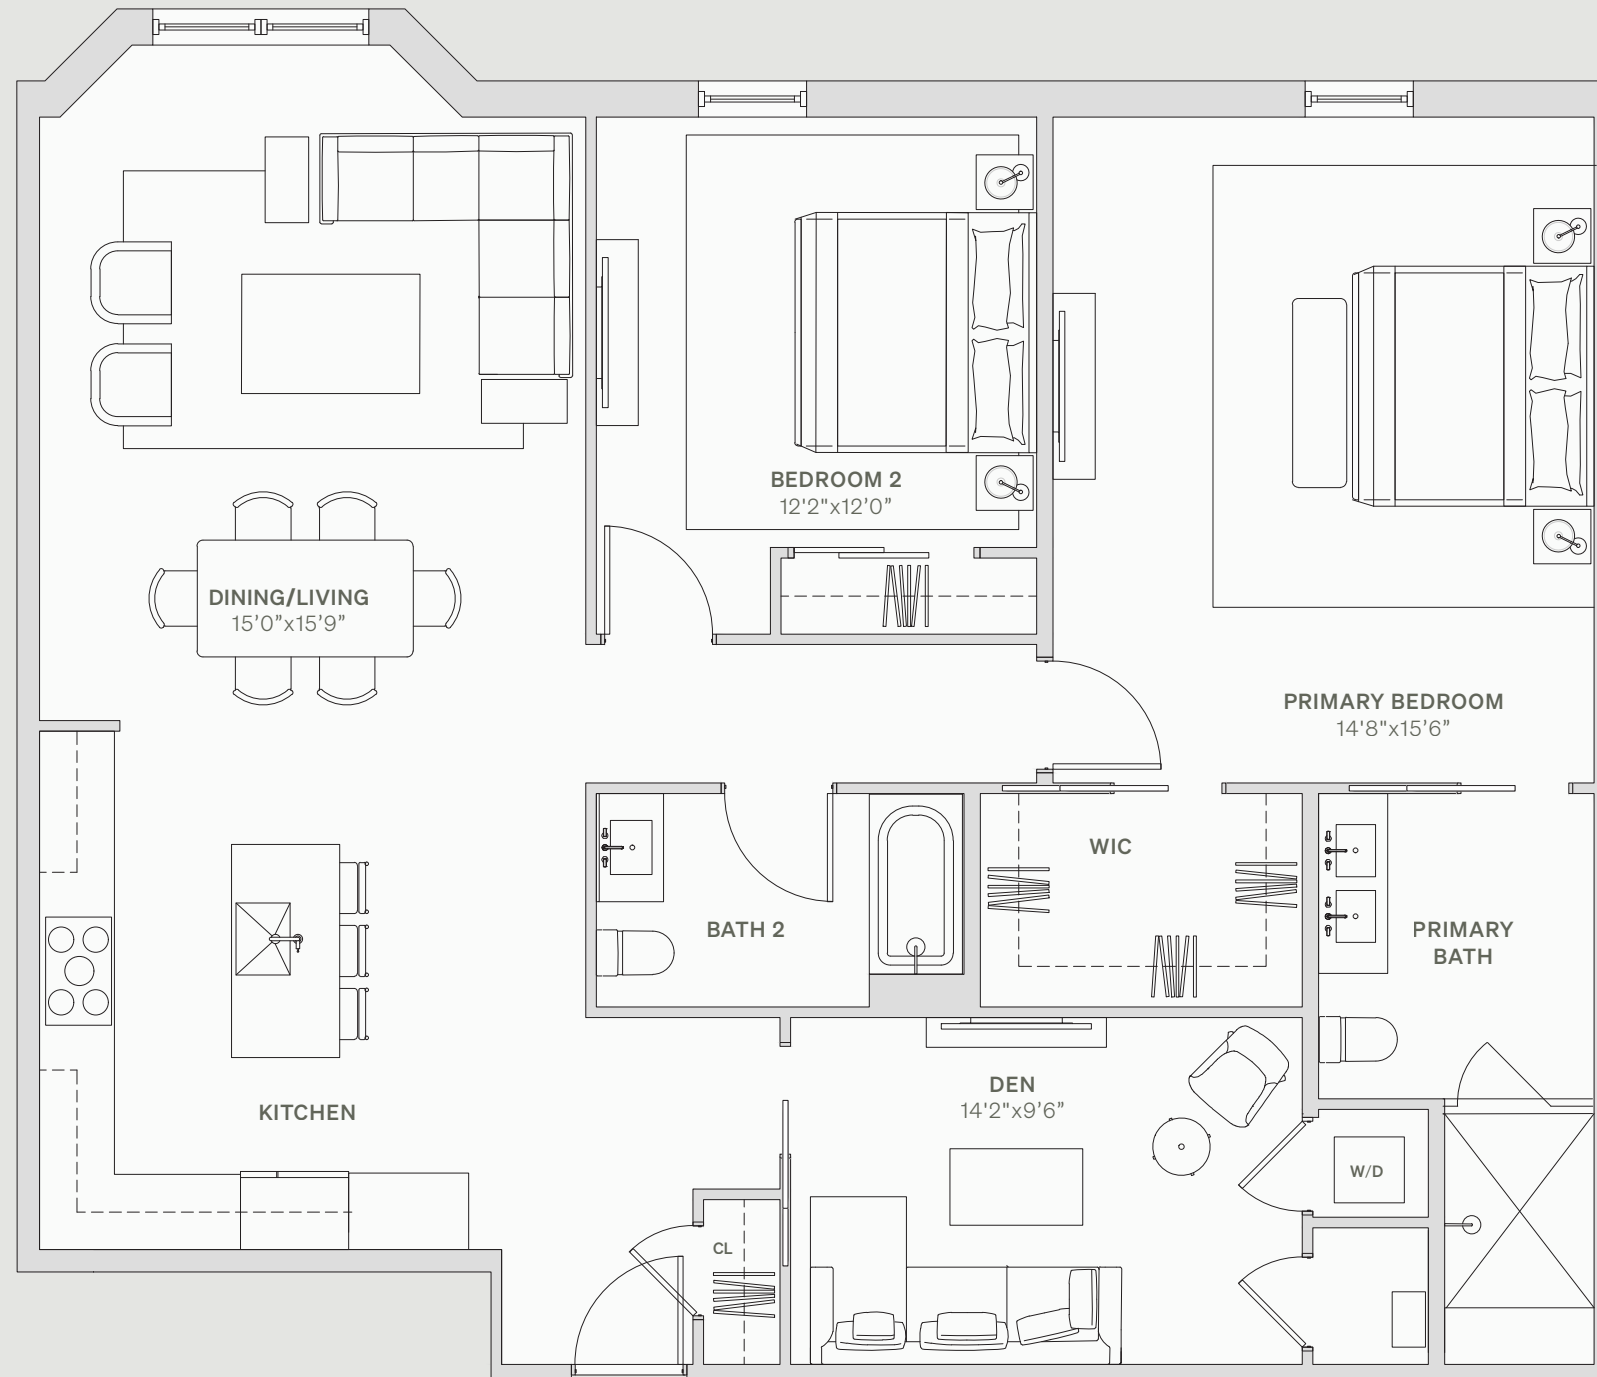 BEDROOM 2
12'2"x12'0”
DINING/LIVING
15’0”x15’9”
PRIMARY BEDROOM
14'8"x15’6”
WIC
BATH 2
PRIMARY
BATH
DEN
14'2"x9’6”
KITCHEN
W/D
CL